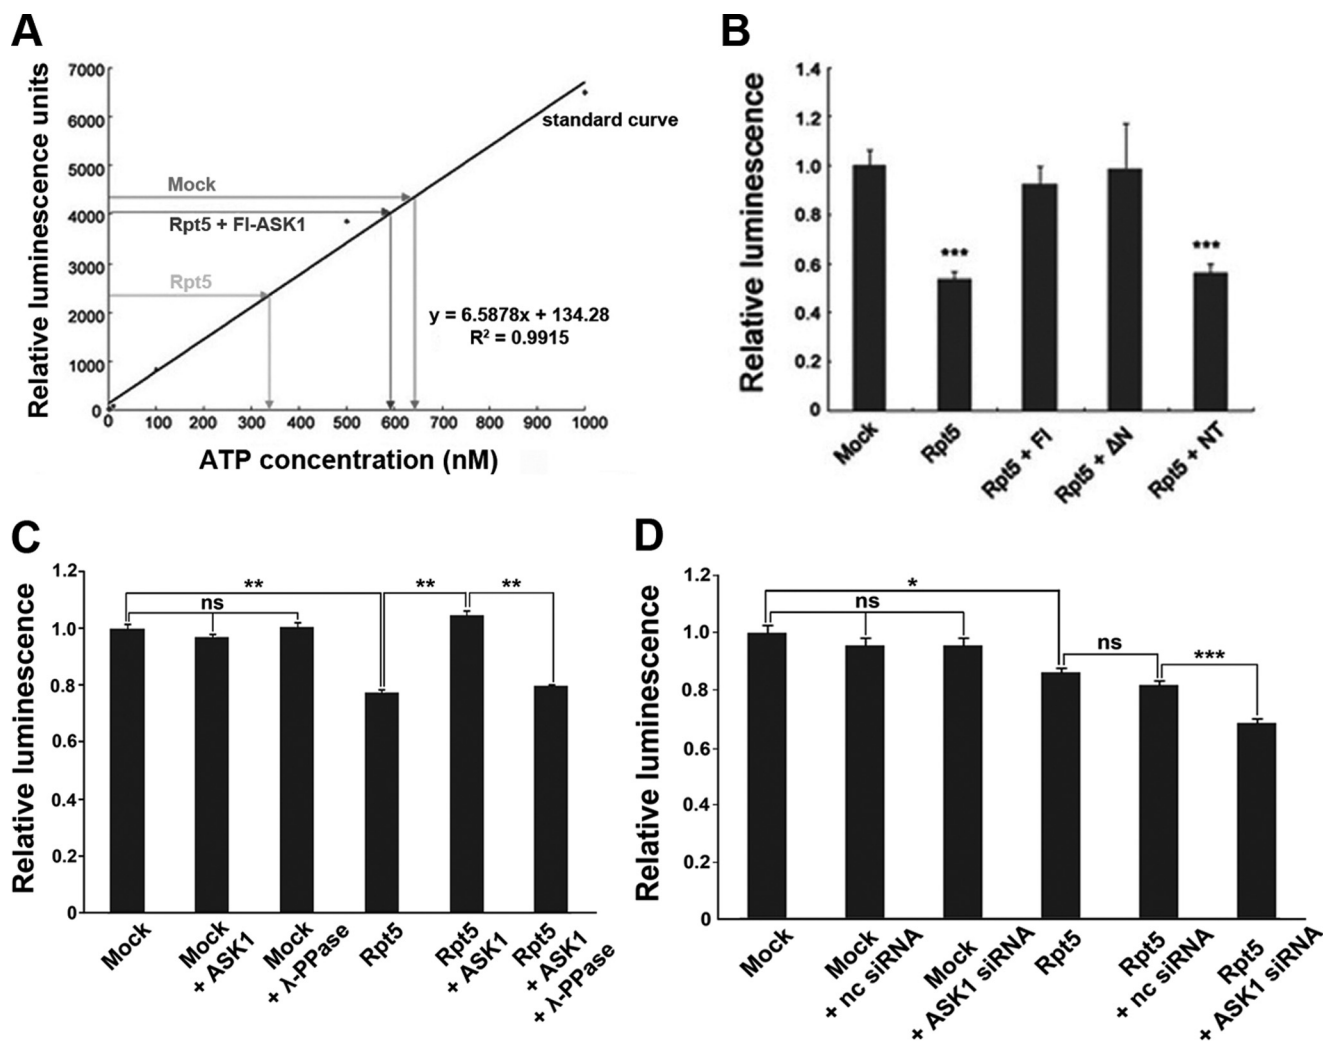 A
Relative luminescence units
7000
6000
5000
4000
3000
2000
1000
0
standard curve
Mock
Rpt5 + Fl-ASK1
Rpt5
y = 6.5878x + 134.28
R² = 0.9915
0 100 200 300 400 500 600 700 800 900 1000
ATP concentration (nM)
B
Relative luminescence
1.4
1.2
1.0
0.8
0.6
0.4
0.2
0
***
***
Mock
Rpt5
Rpt5 + Fl
Rpt5 + ΔN
Rpt5 + NT
C
Relative luminescence
1.2
1.0
0.8
0.6
0.4
0.2
0
**
ns
**
**
Mock
Mock
+ ASK1
Mock
+ λ-PPase
Rpt5
Rpt5
+ ASK1
Rpt5
+ ASK1
+ λ-PPase
D
Relative luminescence
1.2
1.0
0.8
0.6
0.4
0.2
0
*
ns
ns
***
Mock
Mock
+ nc siRNA
Mock
+ ASK1 siRNA
Rpt5
Rpt5
+ nc siRNA
Rpt5
+ ASK1 siRNA